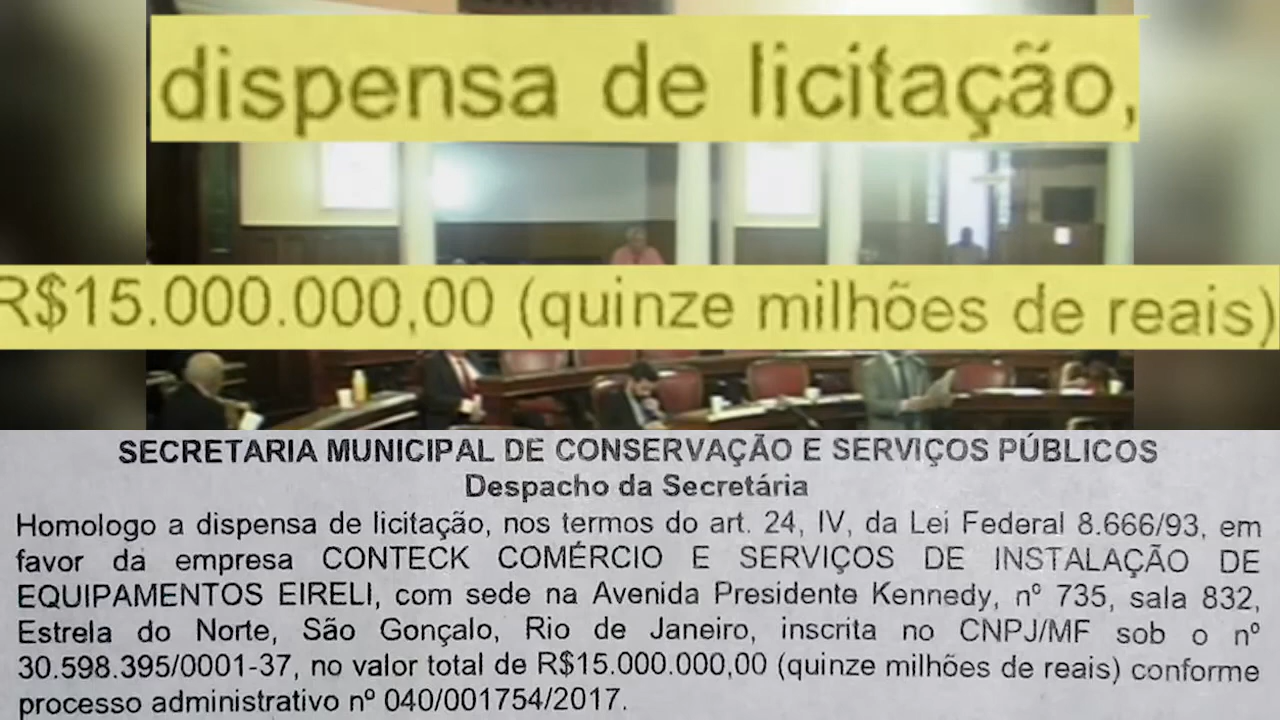 dispensa de licitação,
R$15.000.000,00 (quinze milhões de reais)
SECRETARIA MUNICIPAL DE CONSERVAÇÃO E SERVIÇOS PÚBLICOS
Despacho da Secretária
Homologo a dispensa de licitação, nos termos do art. 24, IV, da Lei Federal 8.666/93, em
favor da empresa CONTECK COMÉRCIO E SERVIÇOS DE INSTALAÇÃO DE
EQUIPAMENTOS EIRELI, com sede na Avenida Presidente Kennedy, nº 735, sala 832,
Estrela do Norte, São Gonçalo, Rio de Janeiro, inscrita no CNPJ/MF sob o nº
30.598.395/0001-37, no valor total de R$15.000.000,00 (quinze milhões de reais) conforme
processo administrativo nº 040/001754/2017.